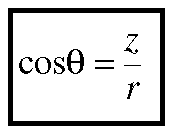 cosθ = z/r